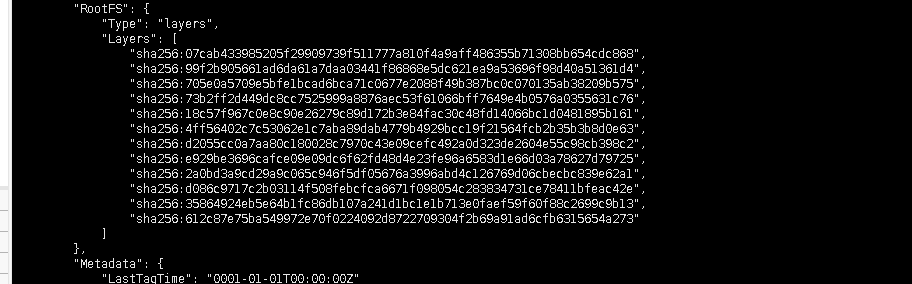 "RootFS": {
"Type": "layers",
"Layers": [
"sha256:07cab433985205f29909739f511777a810f4a9aff486355b71308bb654cdc868",
"sha256:99f2b905661ad6da61a7daa03441f86868e5dc621ea9a53696f98d40a51361d4",
"sha256:705e0a5709e5bfe1bcad6bca71c0677e2088f49b387bc0c070135ab38209b575",
"sha256:73b2ff2d449dc8cc7525999a8876aec53f61066bff7649e4b0576a0355631c76",
"sha256:18c57f967c0e8c90e26279c89d172b3e84fac30c48fd14066bc1d0481895b161",
"sha256:4ff56402c7c53062e1c7aba89dab4779b4929bcc19f21564fcb2b35b3b8d0e63",
"sha256:d2055cc0a7aa80c180028c7970c43e09cefc492a0d323de2604e55c98cb398c2",
"sha256:e929be3696cafce09e09dc6f62fd48d4e23fe96a6583d1e66d03a78627d79725",
"sha256:2a0bd3a9cd29a9c065c946f5df05676a3996abd4c126769d06cbecbc839e62a1",
"sha256:d086c9717c2b03114f508febcfca6671f098054c283834731ce78411bfeac42e",
"sha256:35864924eb5e64b1fc86db107a241d1bc1e1b713e0faef59f60f88c2699c9b13",
"sha256:612c87e75ba549972e70f0224092d8722709304f2b69a91ad6cfb6315654a273"
]
},
"Metadata": {
"LastTagTime": "0001-01-01T00:00:00Z"